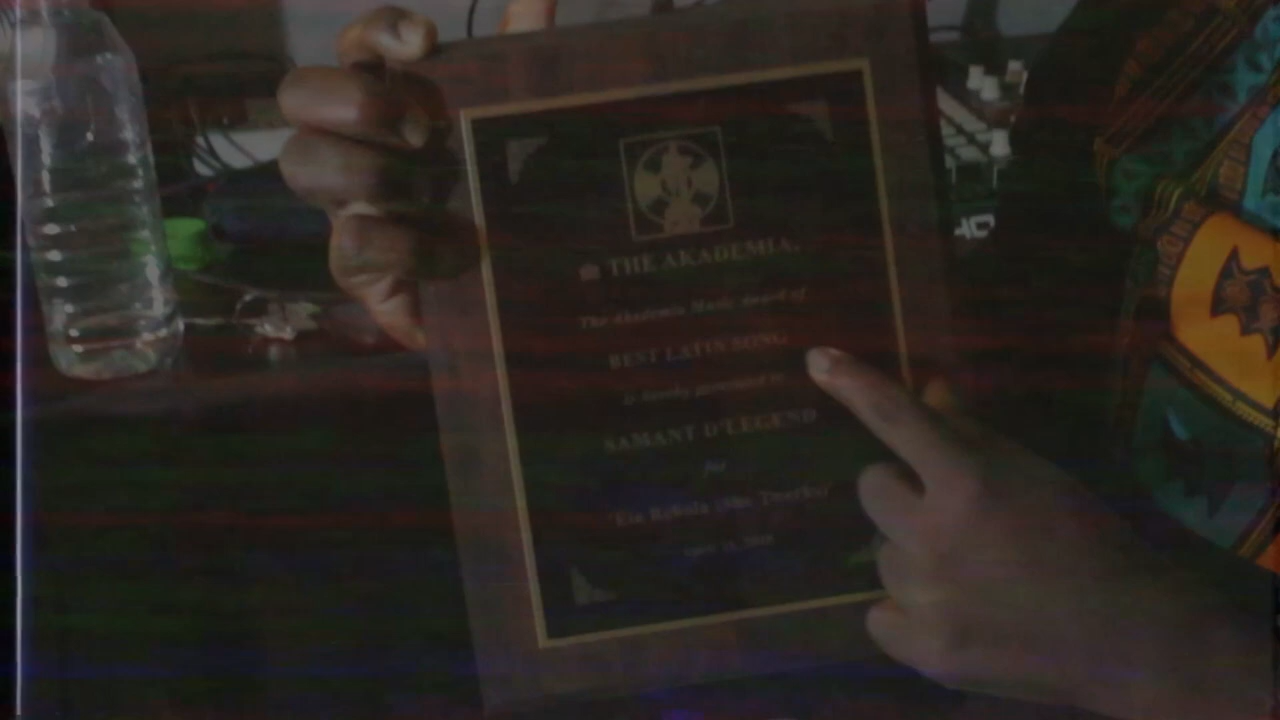 THE AKADEMIA.
The Akademia Music Award of
BEST LATIN SONG
is hereby presented to
SAMANT D'LEGEND
for